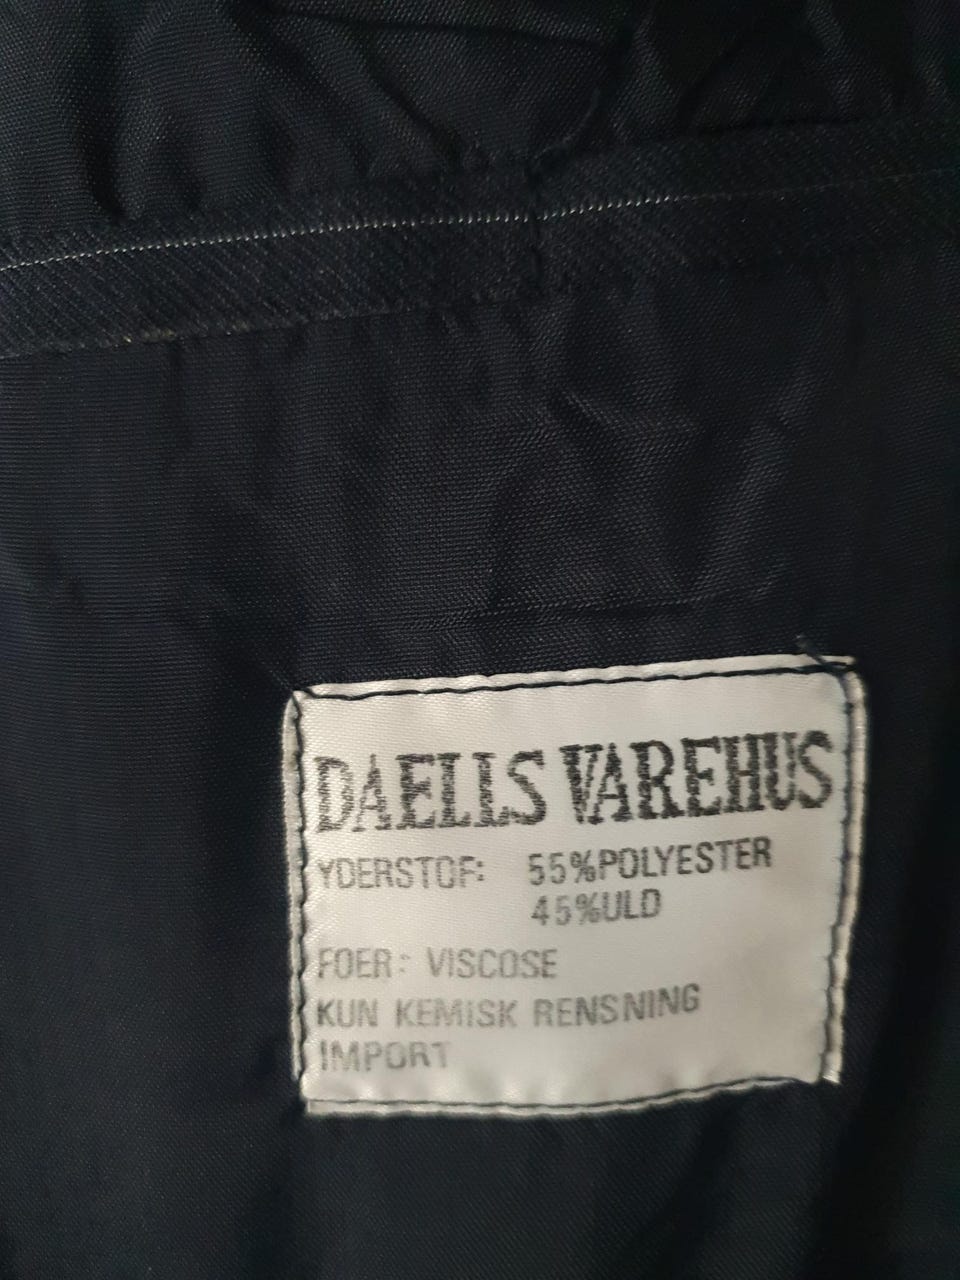 DAELLS VAREHUS
YDERSTOF: 55%POLYESTER
45%ULD
FOER: VISCOSE
KUN KEMISK RENSNING
IMPORT